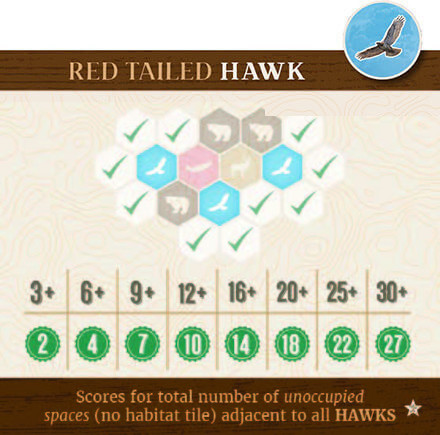 RED TAILED HAWK
3+ 6+ 9+ 12+ 16+ 20+ 25+ 30+
2 4 7 10 14 18 22 27
Scores for total number of unoccupied
spaces (no habitat tile) adjacent to all HAWKS